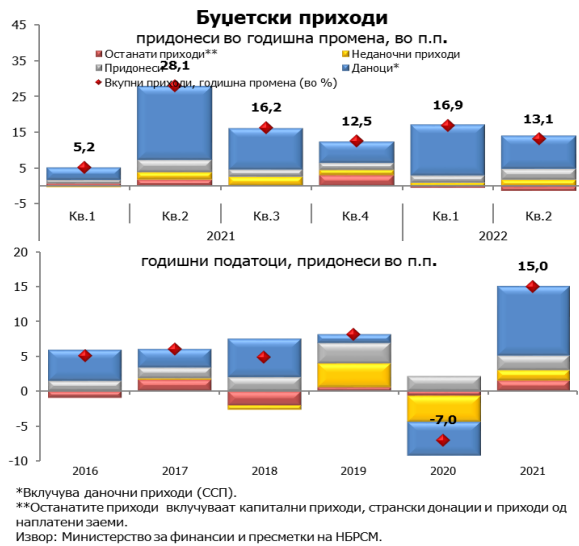 Буџетски приходи
придонеси во годишна промена, во п.п.
Останати приходи** Неданочни приходи
Придонеси Даноци*
Вкупни приходи, годишна промена (во %)
45
35
25
15
5
-5
5,2 28,1 16,2 12,5 16,9 13,1
Кв.1 Кв.2 Кв.3 Кв.4 Кв.1 Кв.2
2021 2022
годишни податоци, придонеси во п.п.
20
15
10
5
0
-5
-10
15,0
-7,0
2016 2017 2018 2019 2020 2021
*Вклучува даночни приходи (ССП).
**Останатите приходи вклучуваат капитални приходи, странски донации и приходи од
наплатени заеми.
Извор: Министерство за финансии и пресметки на НБРСМ.